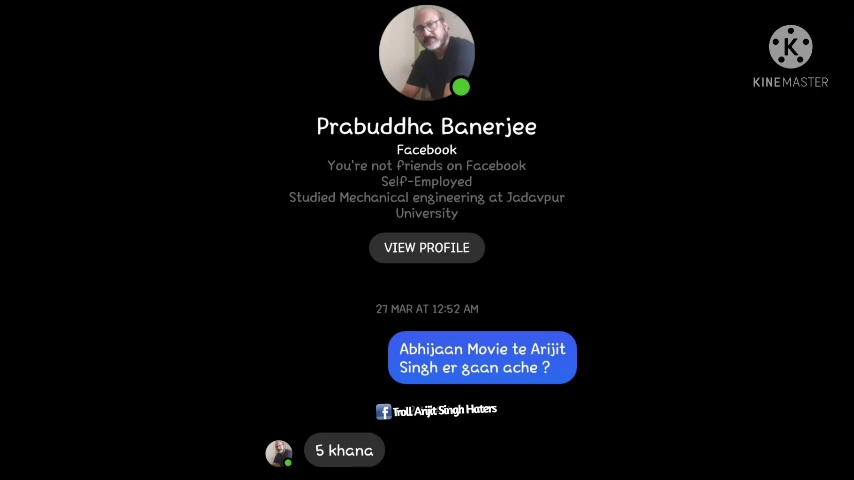 KINEMASTER
Prabuddha Banerjee
Facebook
You're not friends on Facebook
Self-Employed
Studied Mechanical engineering at Jadavpur
University
VIEW PROFILE
27 MAR AT 12:52 AM
Abhijaan Movie te Arijit
Singh er gaan ache ?
Troll Arijit Singh Haters
5 khana